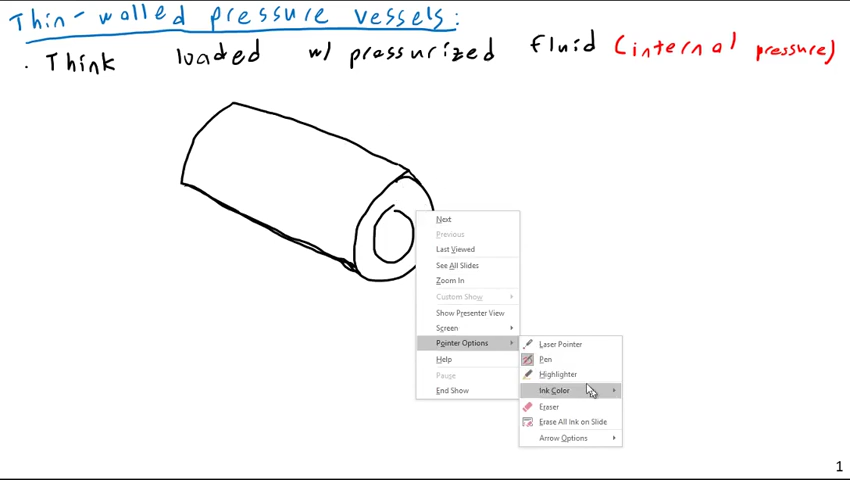 Thin-walled pressure vessels:
· Think loaded w/ pressurized fluid (internal pressure)
Next
Previous
Last Viewed
See All Slides
Zoom In
Custom Show
Show Presenter View
Screen
Pointer Options
Help
Pause
End Show
Laser Pointer
Pen
Highlighter
Ink Color
Eraser
Erase All Ink on Slide
Arrow Options
1